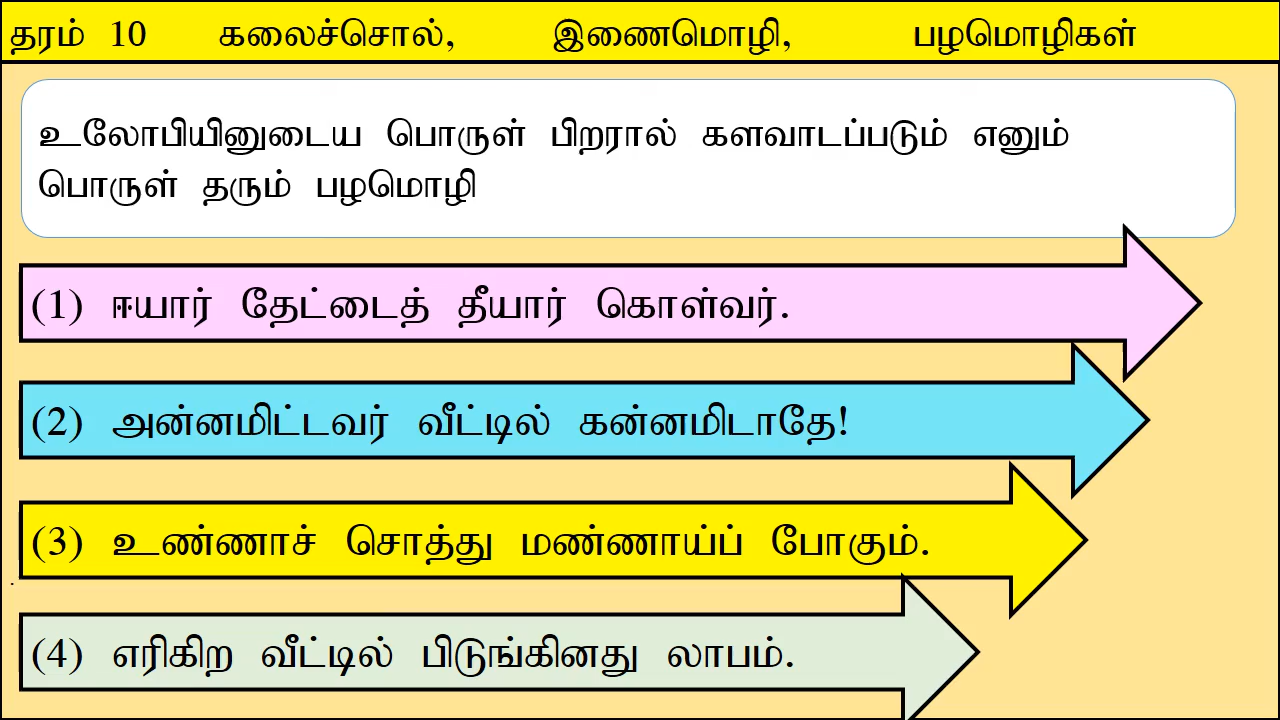 தரம் 10 கலைச்சொல், இணைமொழி, பழமொழிகள்
உலோபியினுடைய பொருள் பிறரால் களவாடப்படும் எனும்
பொருள் தரும் பழமொழி
(1) ஈயார் தேட்டைத் தீயார் கொள்வர்.
(2) அன்னமிட்டவர் வீட்டில் கன்னமிடாதே!
(3) உண்ணாச் சொத்து மண்ணாய்ப் போகும்.
(4) எரிகிற வீட்டில் பிடுங்கினது லாபம்.